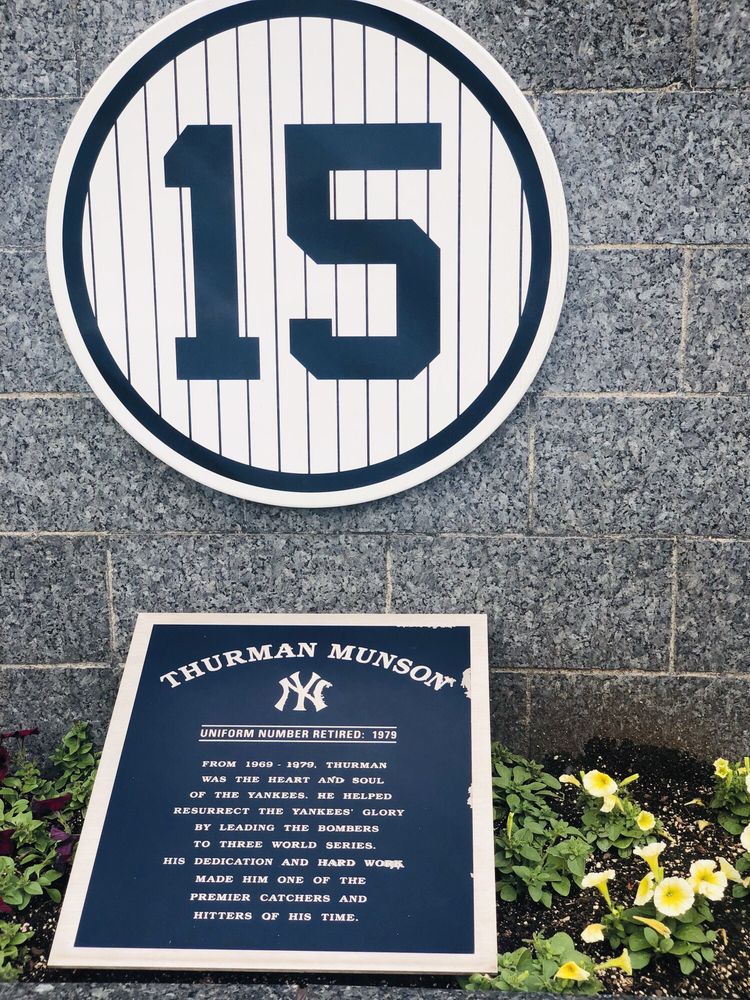 15
THURMAN MUNSON
NY
UNIFORM NUMBER RETIRED: 1979
FROM 1969 - 1979, THURMAN
WAS THE HEART AND SOUL
OF THE YANKEES. HE HELPED
RESURRECT THE YANKEES' GLORY
BY LEADING THE BOMBERS
TO THREE WORLD SERIES.
HIS DEDICATION AND HARD WORK
MADE HIM ONE OF THE
PREMIER CATCHERS AND
HITTERS OF HIS TIME.